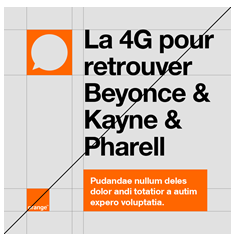 La 4G pour
retrouver
Beyonce &
Kayne &
Pharell
Pudandae nullum deles
dolor andi totatior a autim
expero voluptatia.
orange